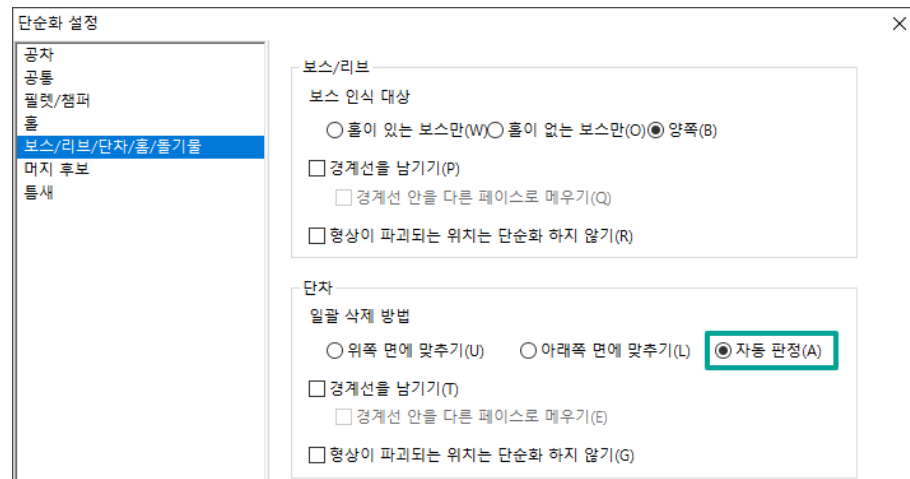 단순화 설정
공차
공통
필렛/챔퍼
홀
보스/리브/단차/홈/돌기물
머지 후보
틈새
보스/리브
보스 인식 대상
홀이 있는 보스만(W) 홀이 없는 보스만(O) 양쪽(B)
경계선을 남기기(P)
경계선 안을 다른 페이스로 메우기(Q)
형상이 파괴되는 위치는 단순화 하지 않기(R)
단차
일괄 삭제 방법
위쪽 면에 맞추기(U) 아래쪽 면에 맞추기(L) 자동 판정(A)
경계선을 남기기(T)
경계선 안을 다른 페이스로 메우기(E)
형상이 파괴되는 위치는 단순화 하지 않기(G)